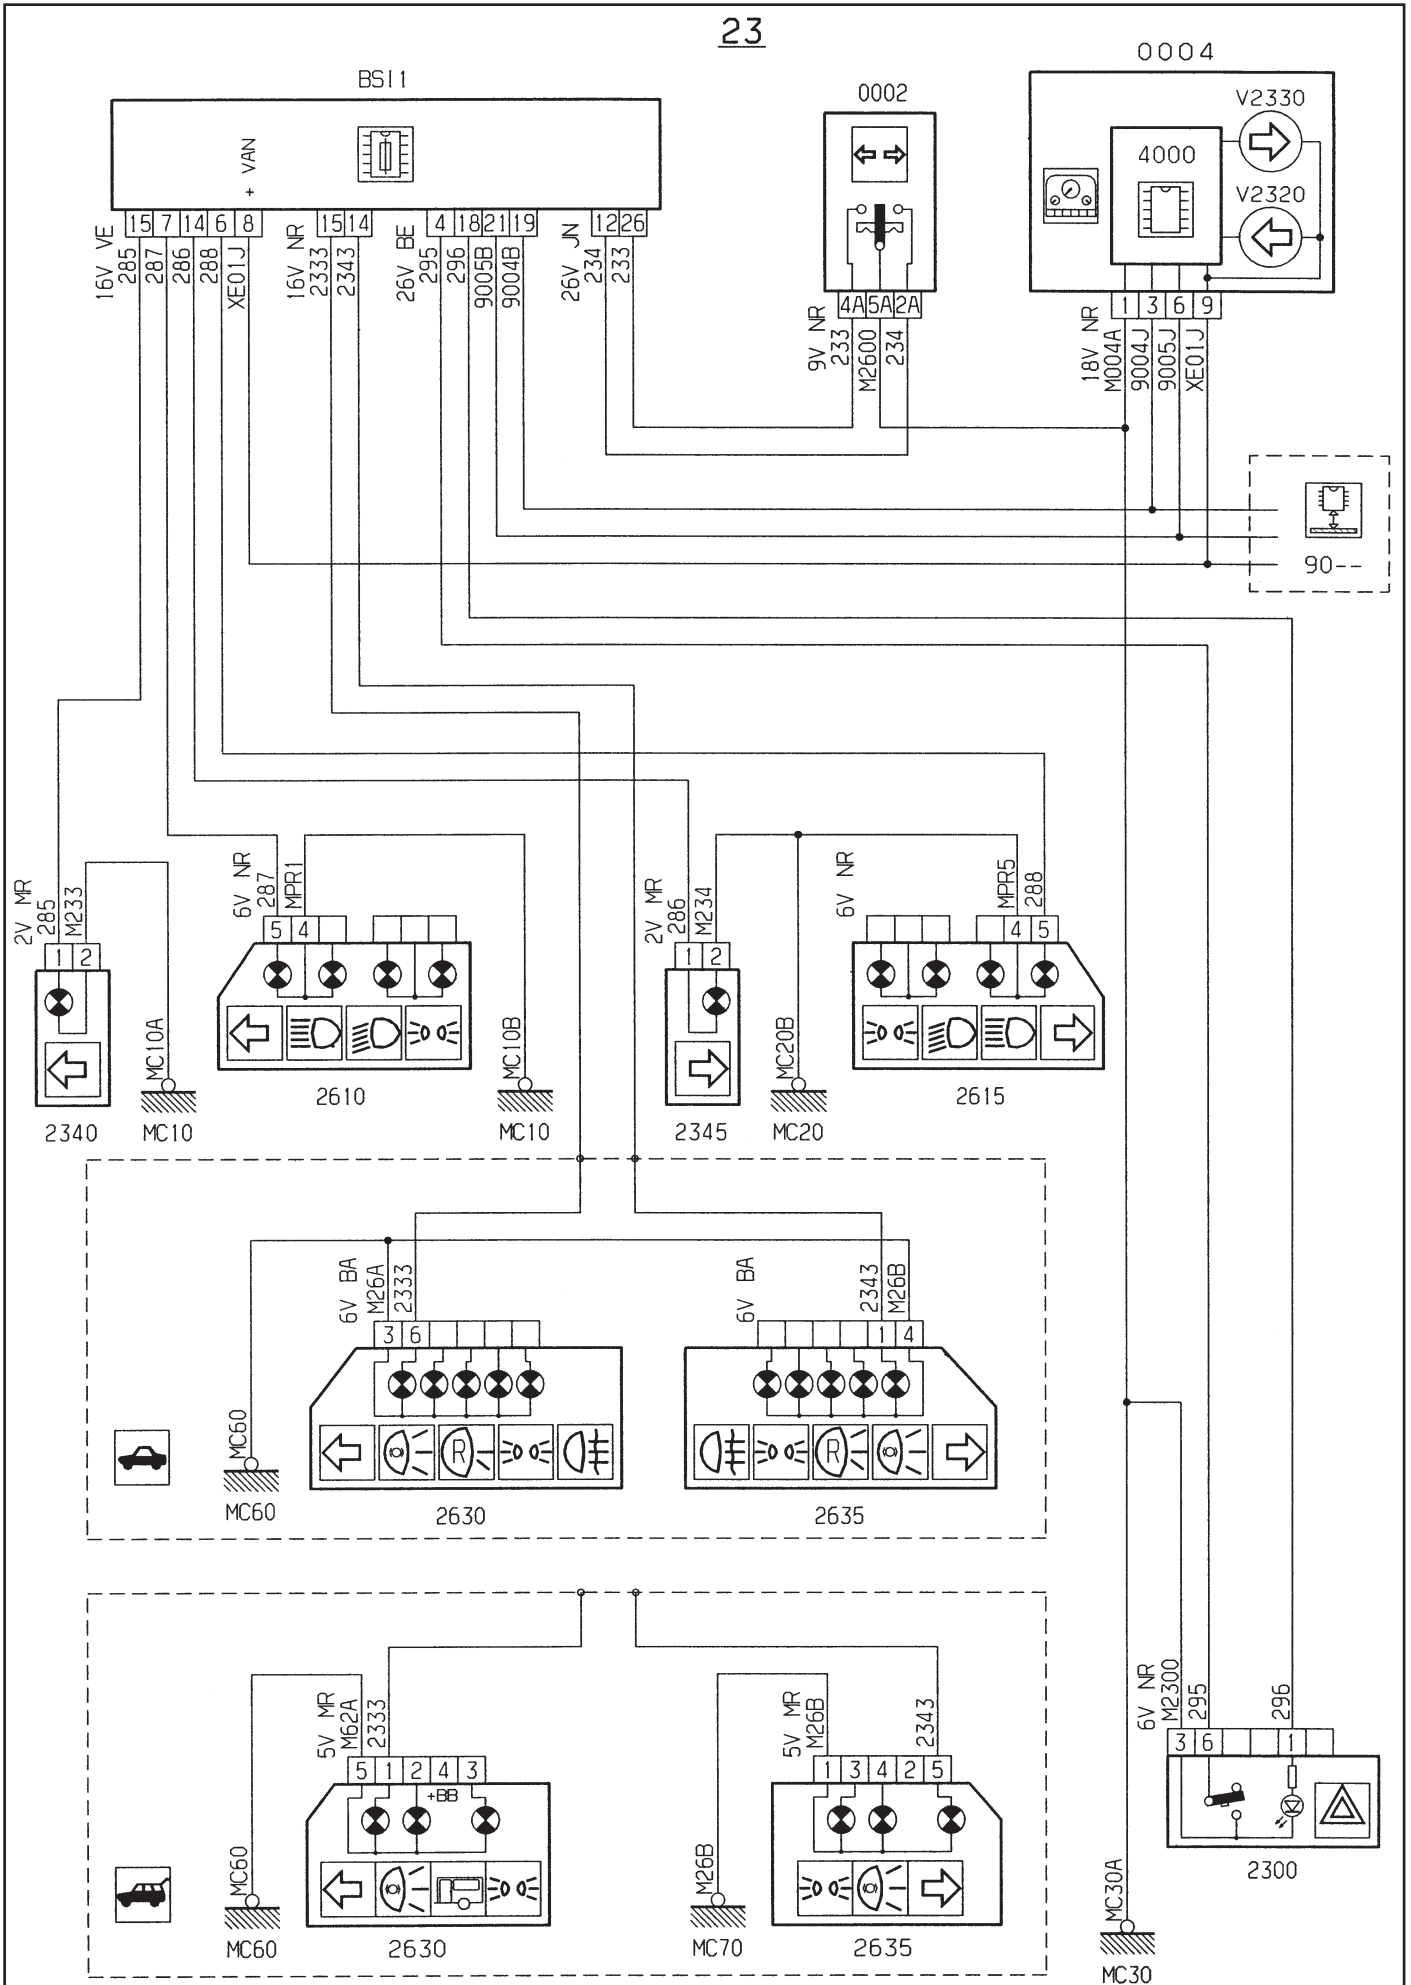 23
BSI1
0002
0004
V2330
4000
V2320
+ VAN
15 7 14 6 8
15 14
4 18 21 19
12 26
16V VE
285
287
286
288
XE01J
16V NR
2333
2343
26V BE
295
296
9005B
9004B
26V JN
234
233
4A 5A 2A
9V NR
233
M2600
234
1 3 6 9
18V NR
M004A
9004J
9005J
XE01J
90--
2V MR
285
M233
1 2
MC10A
2340
MC10
6V NR
287
MPR1
5 4
2610
MC10B
MC10
2V MR
286
M234
1 2
2345
MC20B
MC20
6V NR
MPR5
288
4 5
2615
6V BA
M26A
2333
3 6
R
2630
MC60
MC60
6V BA
2343
M26B
1 4
R
2635
5V MR
M62A
2333
5 1 2 4 3
+BB
2630
MC60
MC60
5V MR
M26B
2343
1 3 4 2 5
2635
M26B
MC70
6V NR
M2300
295
296
3 6 1
2300
MC30A
MC30